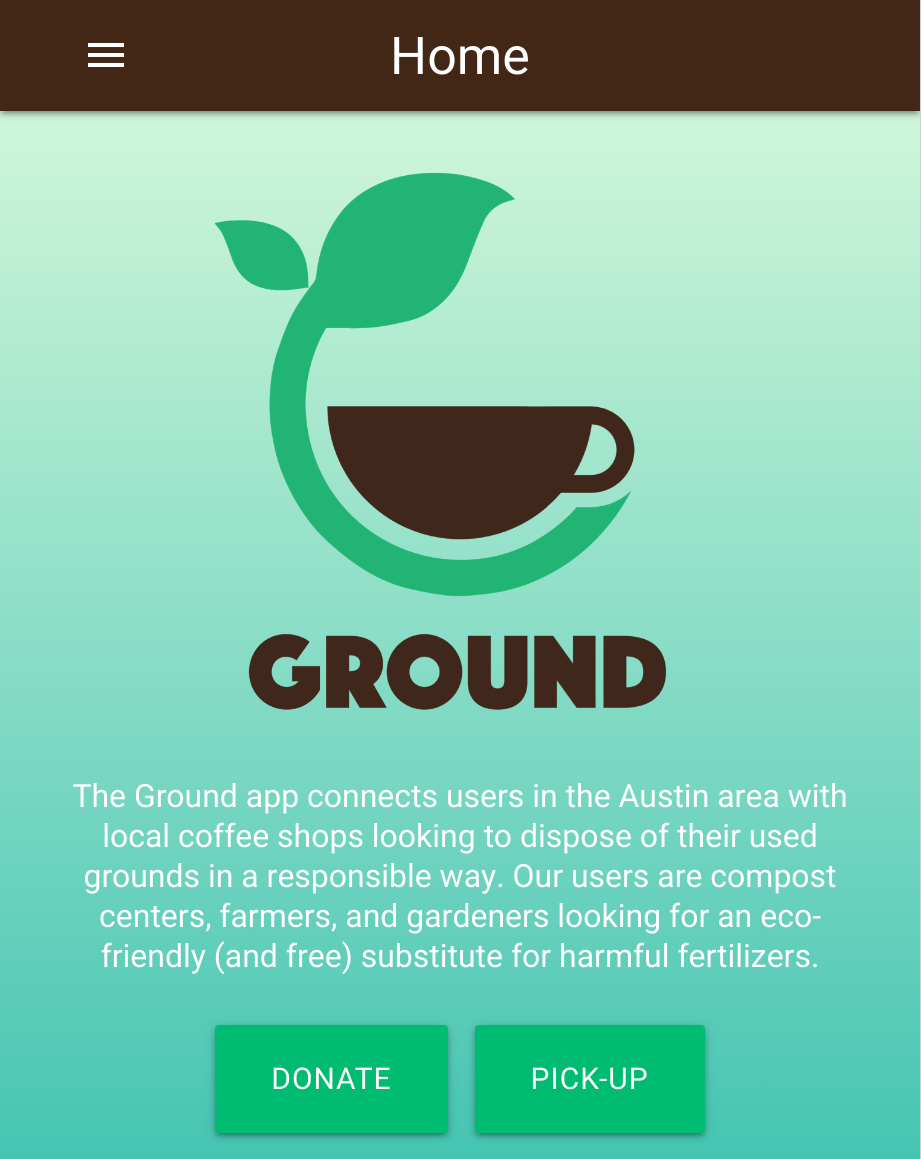 Home
GROUND
The Ground app connects users in the Austin area with
local coffee shops looking to dispose of their used
grounds in a responsible way. Our users are compost
centers, farmers, and gardeners looking for an eco-
friendly (and free) substitute for harmful fertilizers.
DONATE
PICK-UP